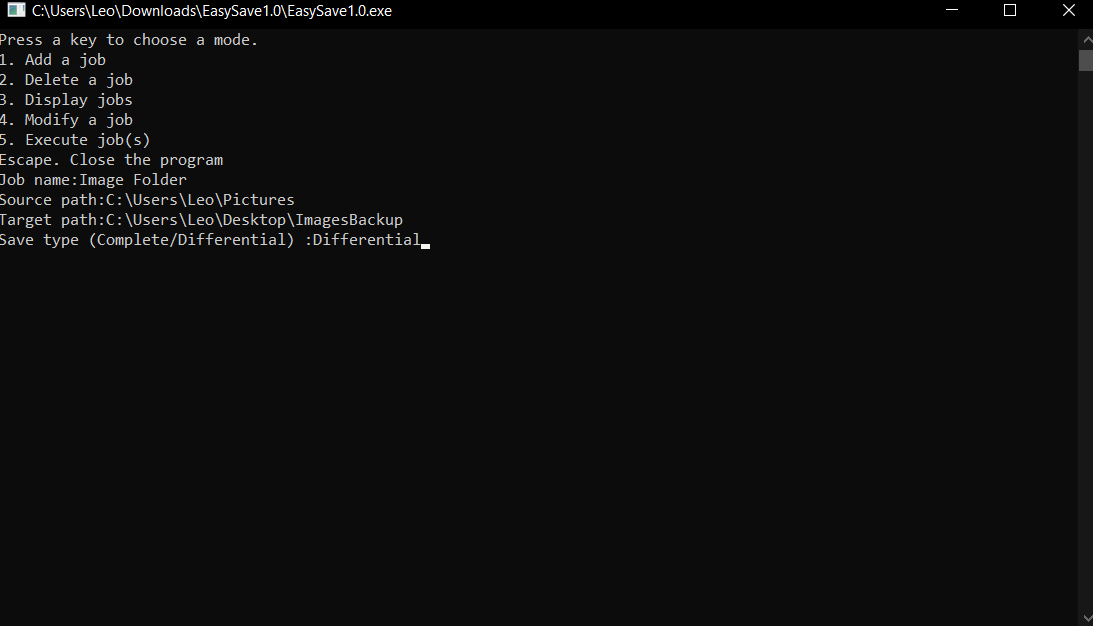 C:\Users\Leo\Downloads\EasySave1.0\EasySave1.0.exe
Press a key to choose a mode.
1. Add a job
2. Delete a job
3. Display jobs
4. Modify a job
5. Execute job(s)
Escape. Close the program
Job name:Image Folder
Source path:C:\Users\Leo\Pictures
Target path:C:\Users\Leo\Desktop\ImagesBackup
Save type (Complete/Differential) :Differential